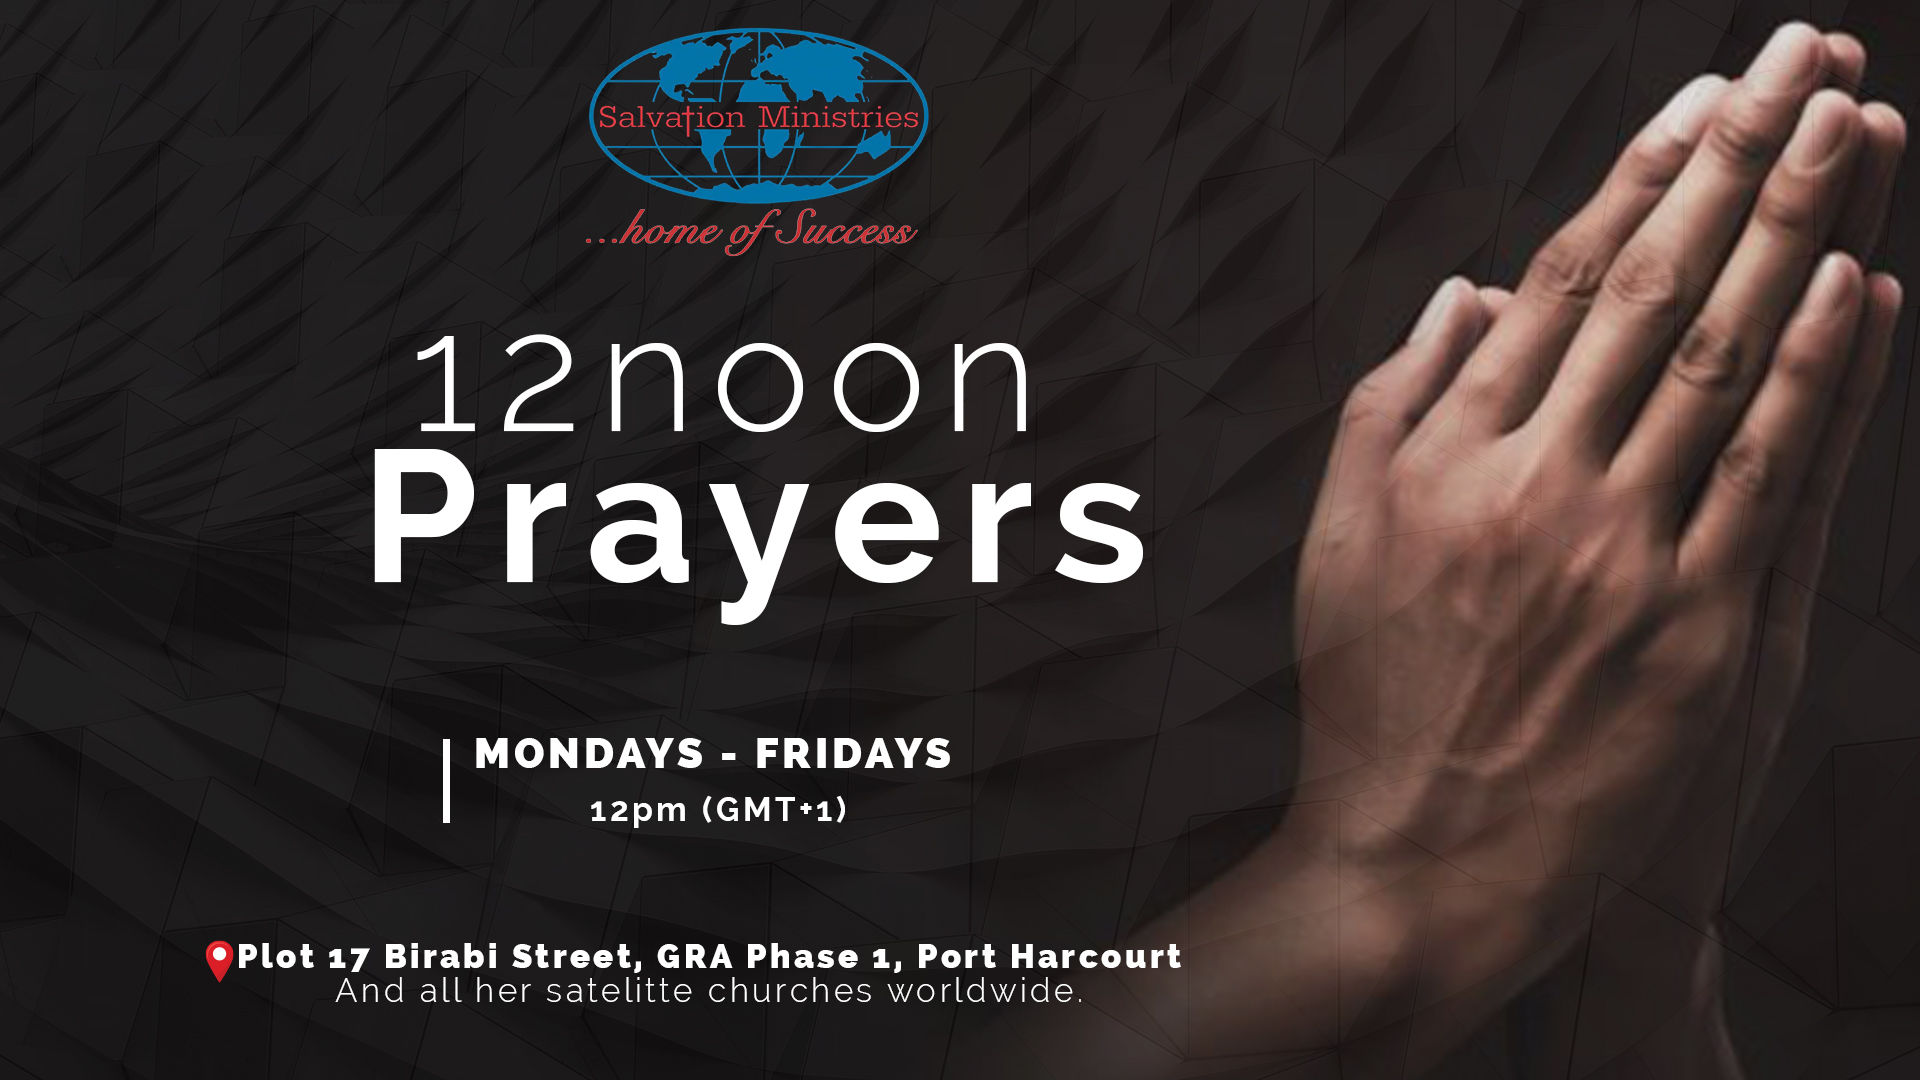 Salvation Ministries
...home of Success
12noon
Prayers
MONDAYS - FRIDAYS
12pm (GMT+1)
Plot 17 Birabi Street, GRA Phase 1, Port Harcourt
And all her satelitte churches worldwide.